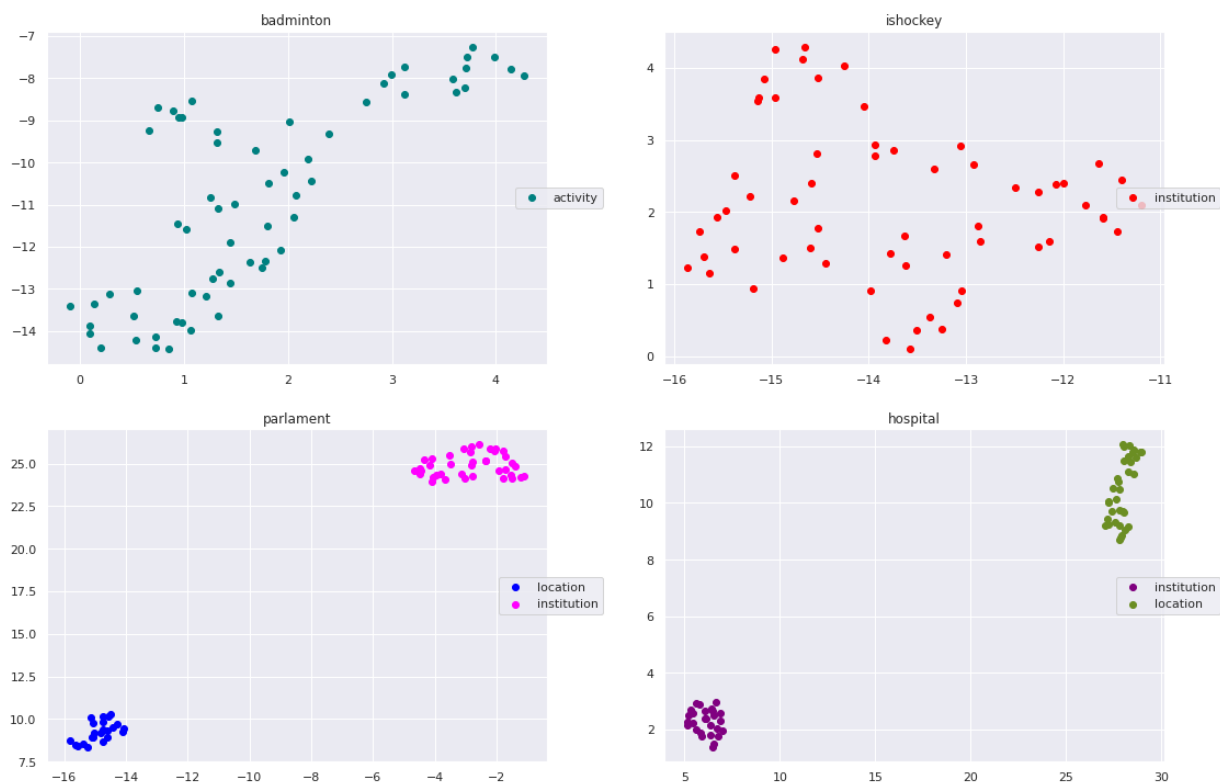 badminton
−7
−8
−9
−10
−11
−12
−13
−14
0 1 2 3 4
activity
ishockey
4
3
2
1
0
−16 −15 −14 −13 −12 −11
institution
parlament
25.0
22.5
20.0
17.5
15.0
12.5
10.0
7.5
−16 −14 −12 −10 −8 −6 −4 −2
location
institution
hospital
12
10
8
6
4
2
5 10 15 20 25 30
institution
location